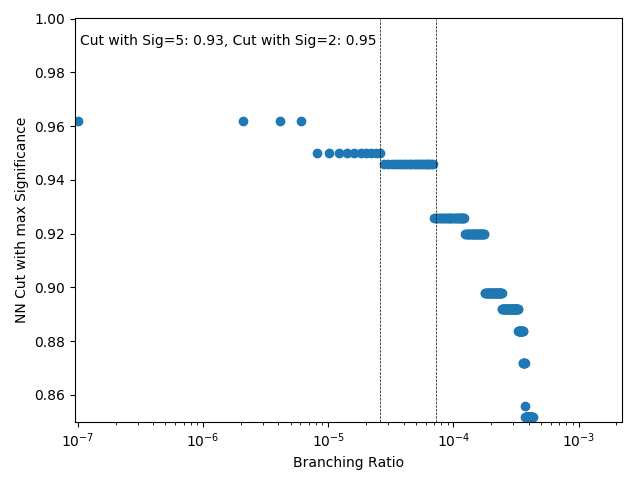 1.00
Cut with Sig=5: 0.93, Cut with Sig=2: 0.95
0.98
0.96
0.94
0.92
0.90
0.88
0.86
NN Cut with max Significance
10⁻⁷ 10⁻⁶ 10⁻⁵ 10⁻⁴ 10⁻³
Branching Ratio